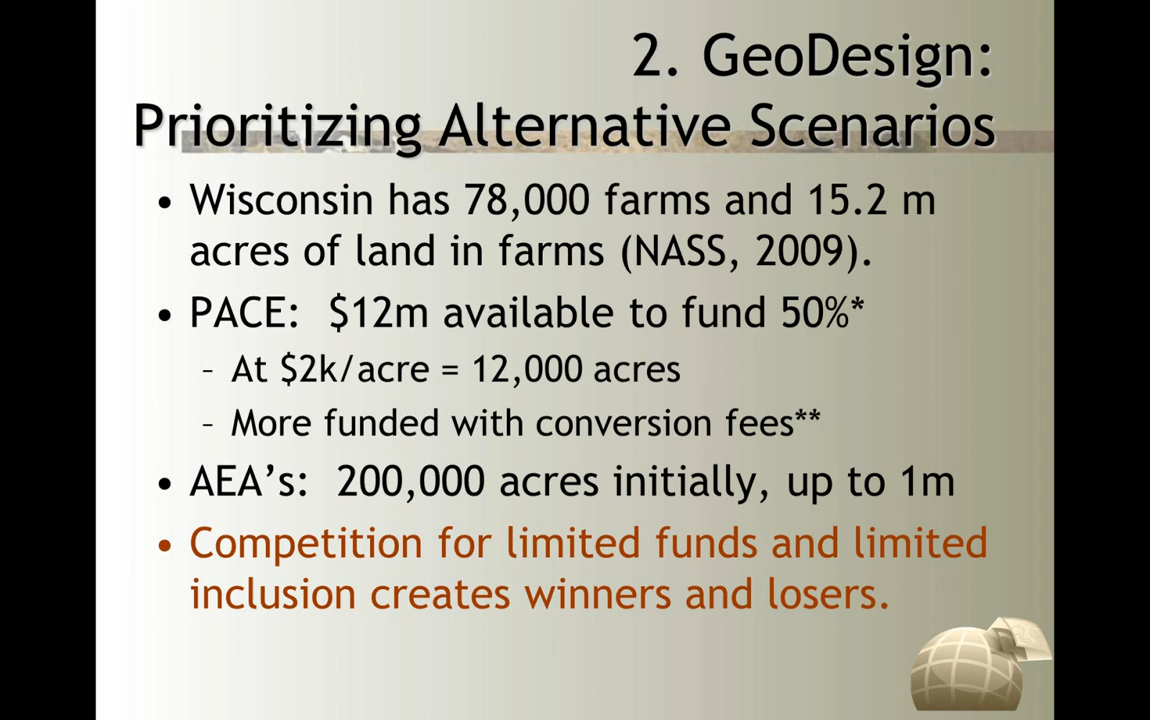 2. GeoDesign:
Prioritizing Alternative Scenarios
• Wisconsin has 78,000 farms and 15.2 m
acres of land in farms (NASS, 2009).
• PACE: $12m available to fund 50%*
– At $2k/acre = 12,000 acres
– More funded with conversion fees**
• AEA’s: 200,000 acres initially, up to 1m
• Competition for limited funds and limited
inclusion creates winners and losers.